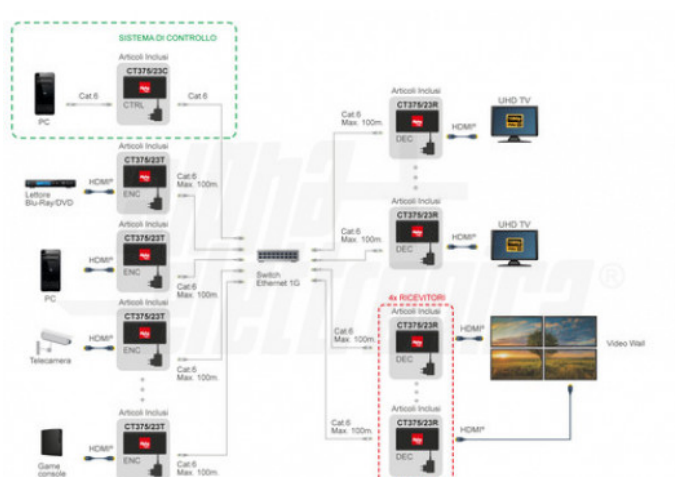 SISTEMA DI CONTROLLO
Articoli Inclusi
CT375/23C
CTRL
PC
Cat.6
Cat.6
Articoli Inclusi
CT375/23T
ENC
Lettore
Blu-Ray/DVD
HDMI®
Cat.6
Max. 100m.
Articoli Inclusi
CT375/23T
ENC
PC
HDMI®
Cat.6
Max. 100m.
Articoli Inclusi
CT375/23T
ENC
Telecamera
HDMI®
Cat.6
Max. 100m.
Articoli Inclusi
CT375/23T
ENC
Game
console
HDMI®
Cat.6
Max. 100m.
Switch
Ethernet 1G
Articoli Inclusi
CT375/23R
DEC
Cat.6
Max. 100m.
HDMI®
UHD TV
Articoli Inclusi
CT375/23R
DEC
Cat.6
Max. 100m.
HDMI®
UHD TV
4x RICEVITORI
Articoli Inclusi
CT375/23R
DEC
Cat.6
Max. 100m.
HDMI®
Video Wall
Articoli Inclusi
CT375/23R
DEC
Cat.6
Max. 100m.
HDMI®
alpha
elettronica®